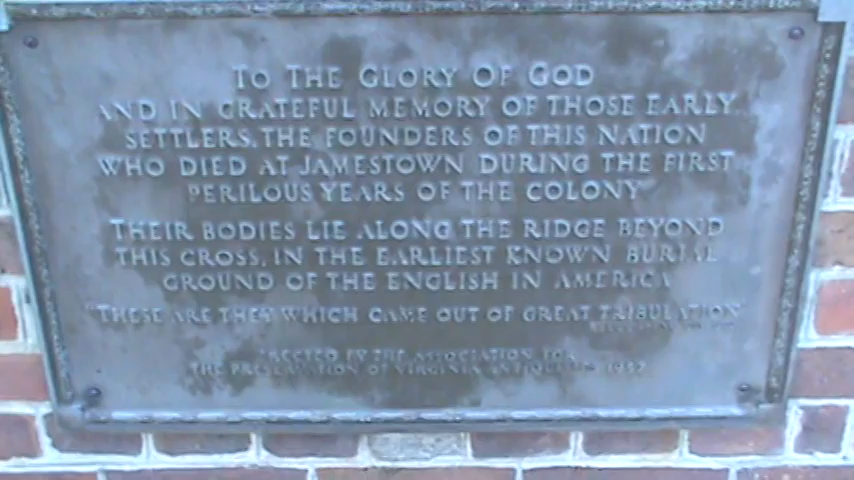 TO THE GLORY OF GOD
AND IN GRATEFUL MEMORY OF THOSE EARLY
SETTLERS, THE FOUNDERS OF THIS NATION
WHO DIED AT JAMESTOWN DURING THE FIRST
PERILOUS YEARS OF THE COLONY
THEIR BODIES LIE ALONG THE RIDGE BEYOND
THIS CROSS, IN THE EARLIEST KNOWN BURIAL
GROUND OF THE ENGLISH IN AMERICA
"THESE ARE THEY WHICH CAME OUT OF GREAT TRIBULATION"
ERECTED BY THE ASSOCIATION FOR
THE PRESERVATION OF VIRGINIA ANTIQUITIES 1957